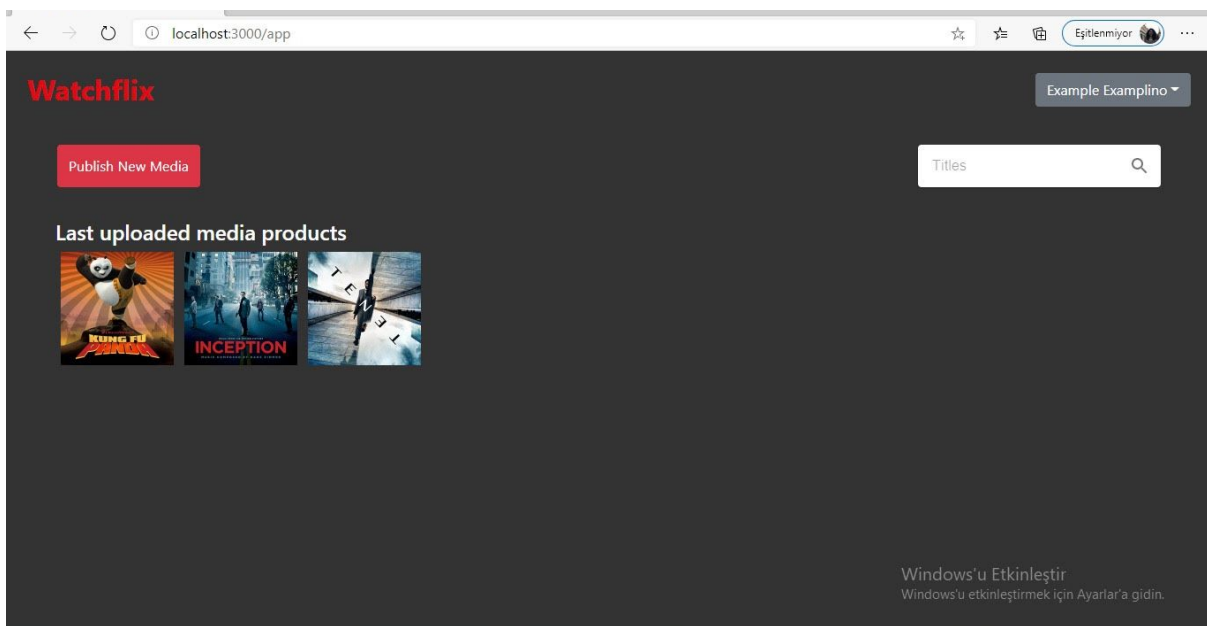 localhost:3000/app
Eşitlenmiyor
Watchflix
Example Examplino
Publish New Media
Titles
Last uploaded media products
KUNG FU
PANDA
INCEPTION
TENET
Windows'u Etkinleştir
Windows'u etkinleştirmek için Ayarlar'a gidin.